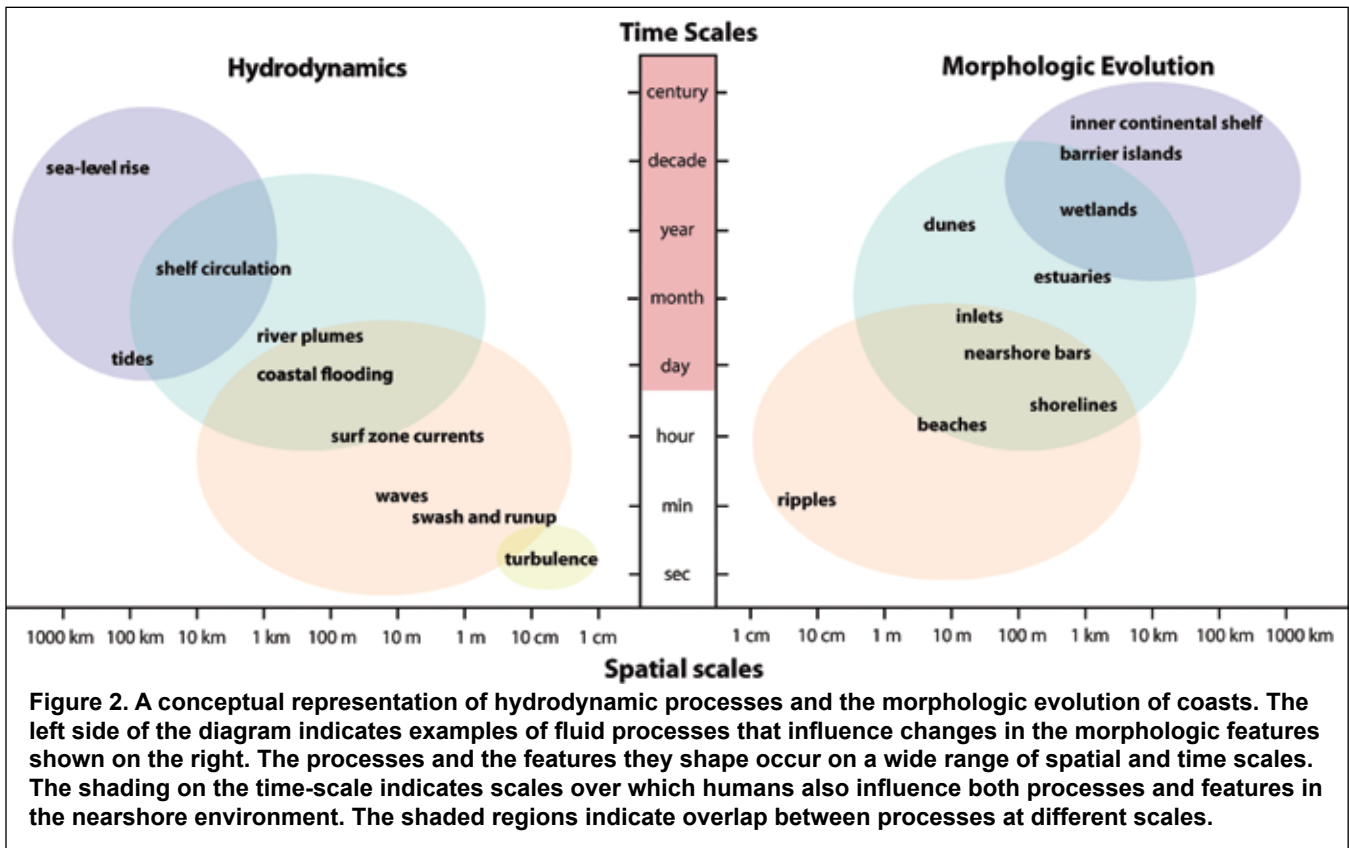 Time Scales
Hydrodynamics
Morphologic Evolution
century
decade
year
month
day
hour
min
sec
sea-level rise
shelf circulation
river plumes
tides
coastal flooding
surf zone currents
waves
swash and runup
turbulence
inner continental shelf
barrier islands
wetlands
dunes
estuaries
inlets
nearshore bars
shorelines
beaches
ripples
1000 km 100 km 10 km 1 km 100 m 10 m 1 m 10 cm 1 cm
1 cm 10 cm 1 m 10 m 100 m 1 km 10 km 100 km 1000 km
Spatial scales
Figure 2. A conceptual representation of hydrodynamic processes and the morphologic evolution of coasts. The
left side of the diagram indicates examples of fluid processes that influence changes in the morphologic features
shown on the right. The processes and the features they shape occur on a wide range of spatial and time scales.
The shading on the time-scale indicates scales over which humans also influence both processes and features in
the nearshore environment. The shaded regions indicate overlap between processes at different scales.